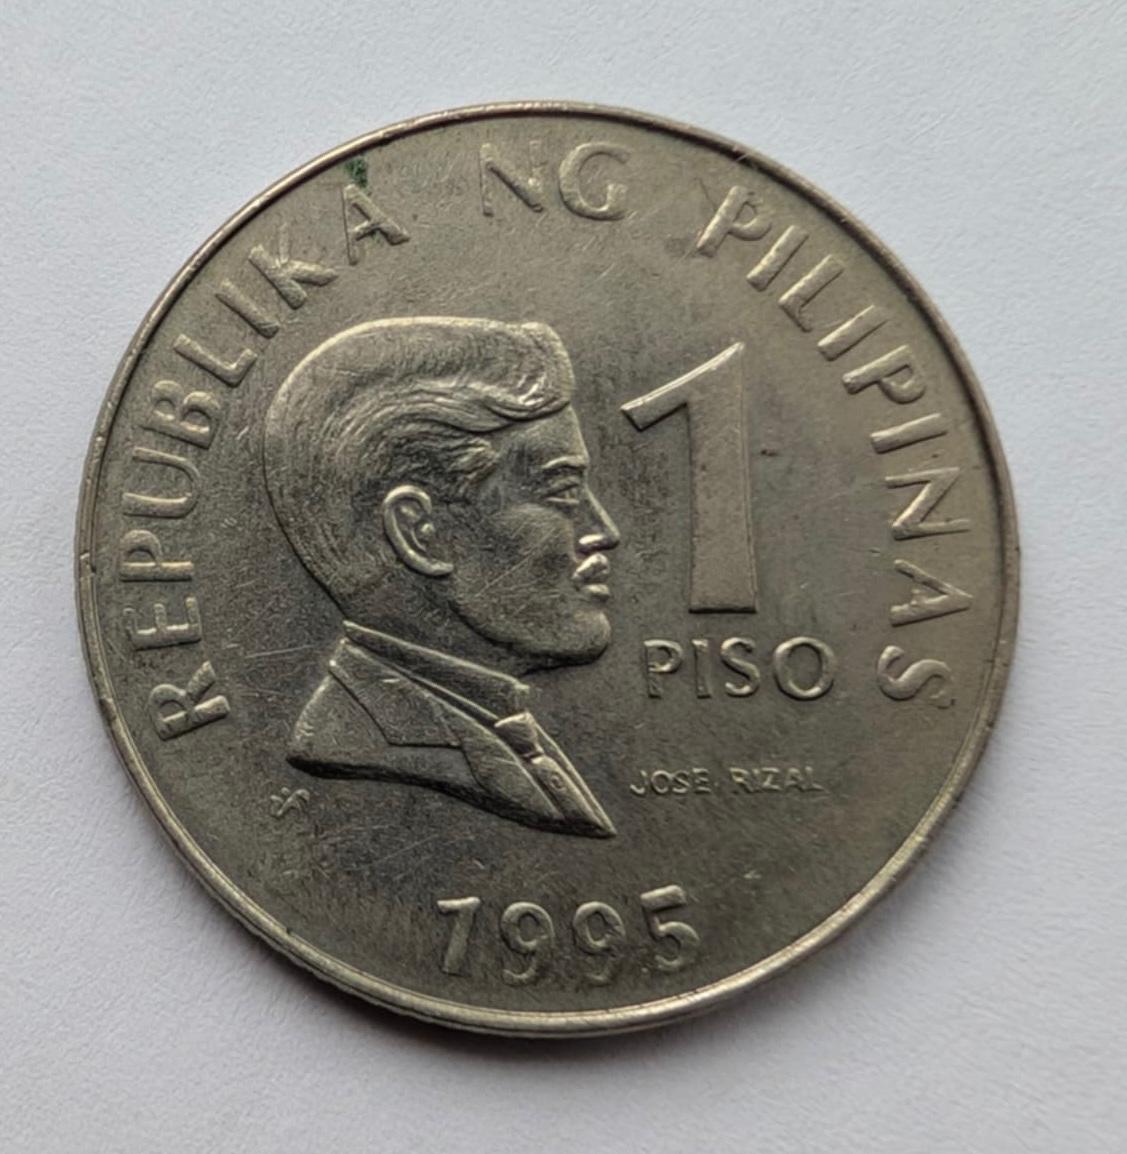 REPUBLIKA NG PILIPINAS
1
PISO
JOSE RIZAL
1995